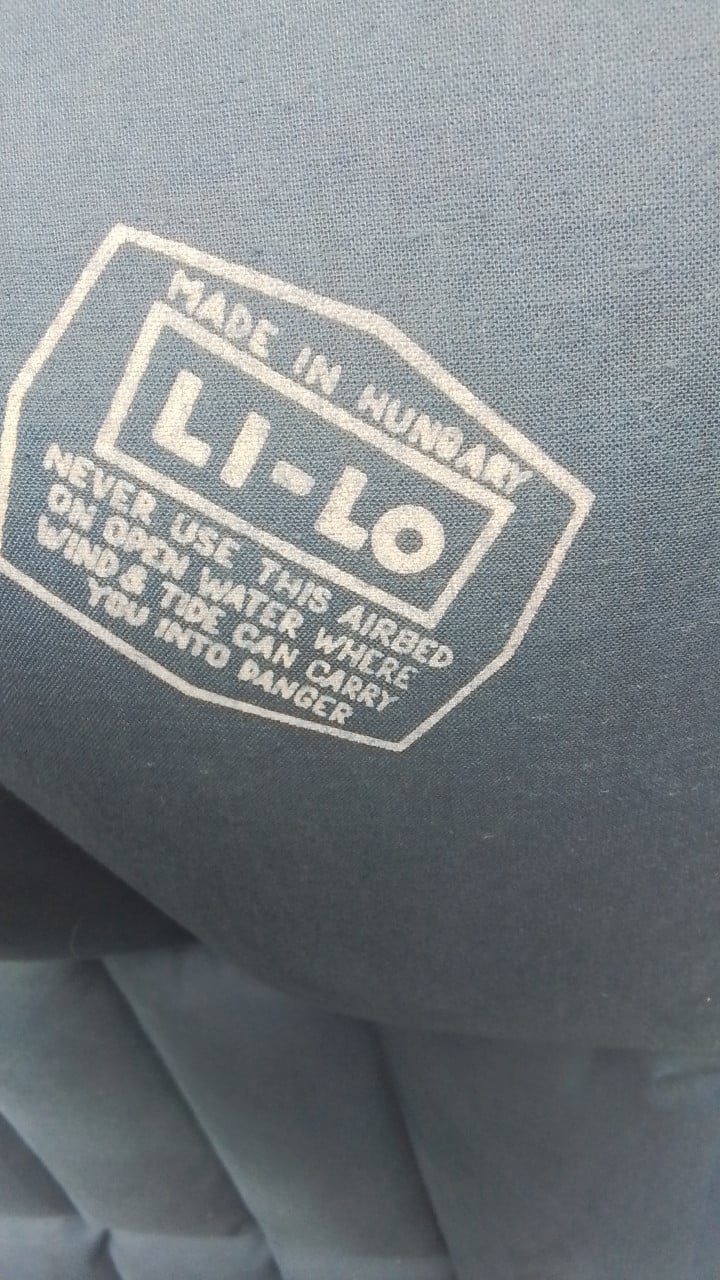 MADE IN HUNGARY
LI-LO
NEVER USE THIS AIRBED
ON OPEN WATER WHERE
WIND & TIDE CAN CARRY
YOU INTO DANGER